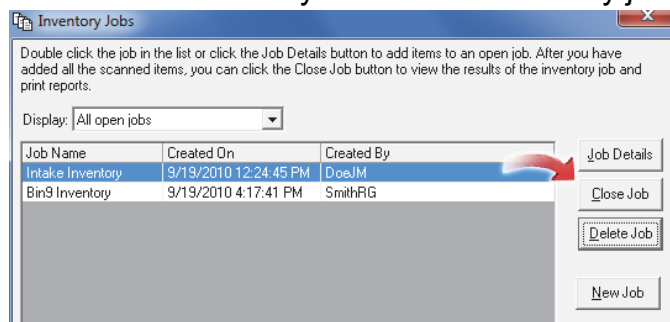 Inventory Jobs
Double click the job in the list or click the Job Details button to add items to an open job. After you have
added all the scanned items, you can click the Close Job button to view the results of the inventory job and
print reports.
Display: All open jobs
Job Name Created On Created By
Intake Inventory 9/19/2010 12:24:45 PM DoeJM
Bin9 Inventory 9/19/2010 4:17:41 PM SmithRG
Job Details
Close Job
Delete Job
New Job